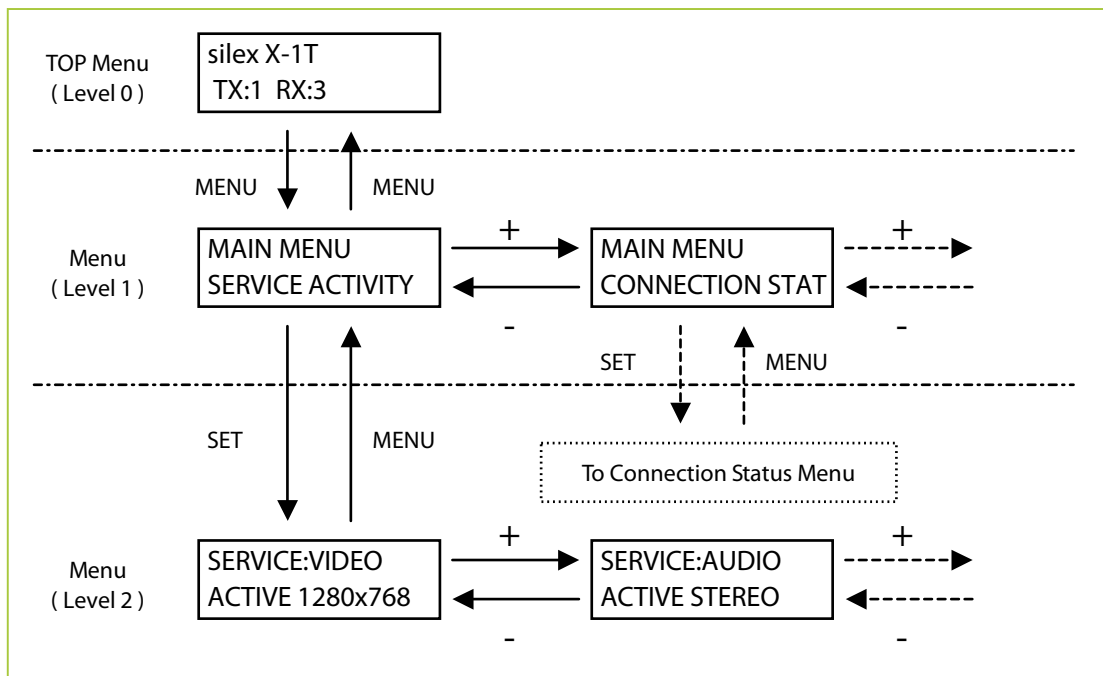 TOP Menu
( Level 0 )
silex X-1T
TX:1 RX:3
MENU
MENU
Menu
( Level 1 )
MAIN MENU
SERVICE ACTIVITY
+
-
MAIN MENU
CONNECTION STAT
+
-
SET
MENU
SET
MENU
To Connection Status Menu
Menu
( Level 2 )
SERVICE:VIDEO
ACTIVE 1280x768
+
-
SERVICE:AUDIO
ACTIVE STEREO
+
-